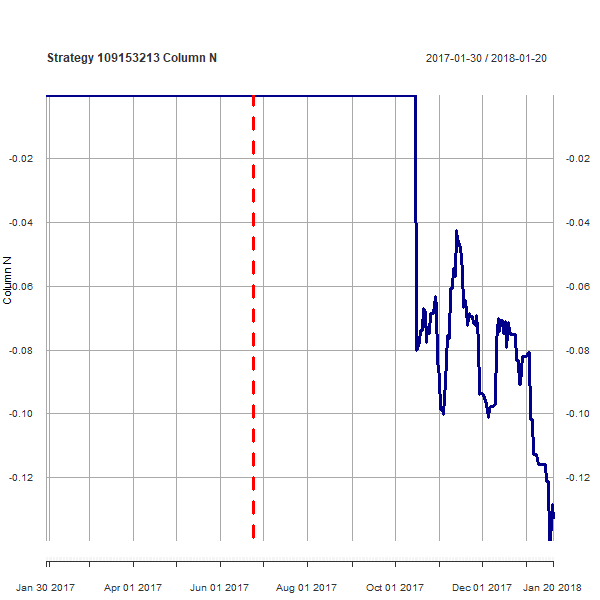 Strategy 109153213 Column N
2017-01-30 / 2018-01-20
-0.02 -0.02
-0.04 -0.04
-0.06 -0.06
-0.08 -0.08
-0.10 -0.10
-0.12 -0.12
Column N
Jan 30 2017 Apr 01 2017 Jun 01 2017 Aug 01 2017 Oct 01 2017 Dec 01 2017 Jan 20 2018